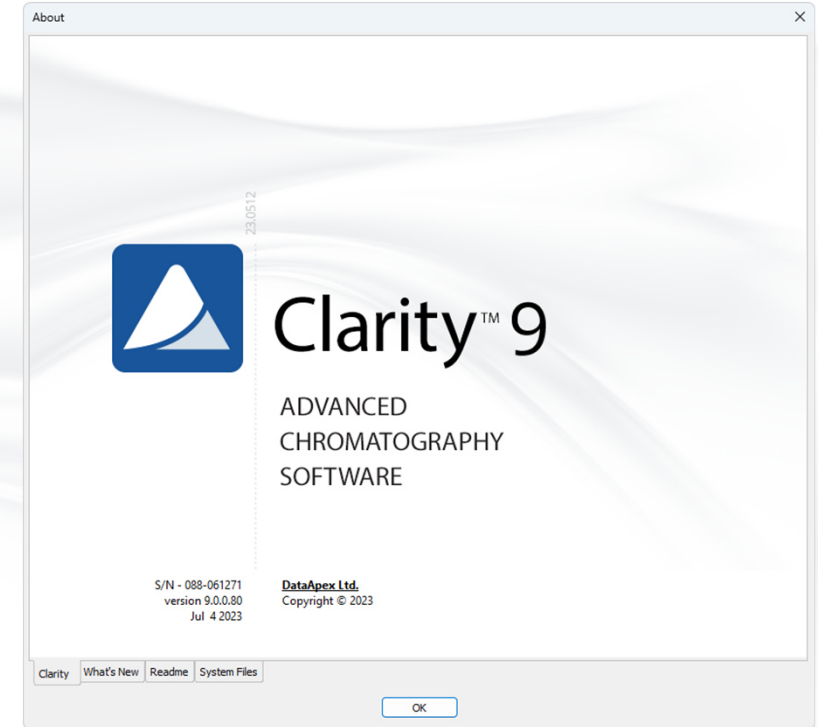 About
23.0512
Clarity™ 9
ADVANCED
CHROMATOGRAPHY
SOFTWARE
S/N - 088-061271
version 9.0.0.80
Jul 4 2023
DataApex Ltd.
Copyright © 2023
Clarity What's New Readme System Files
OK